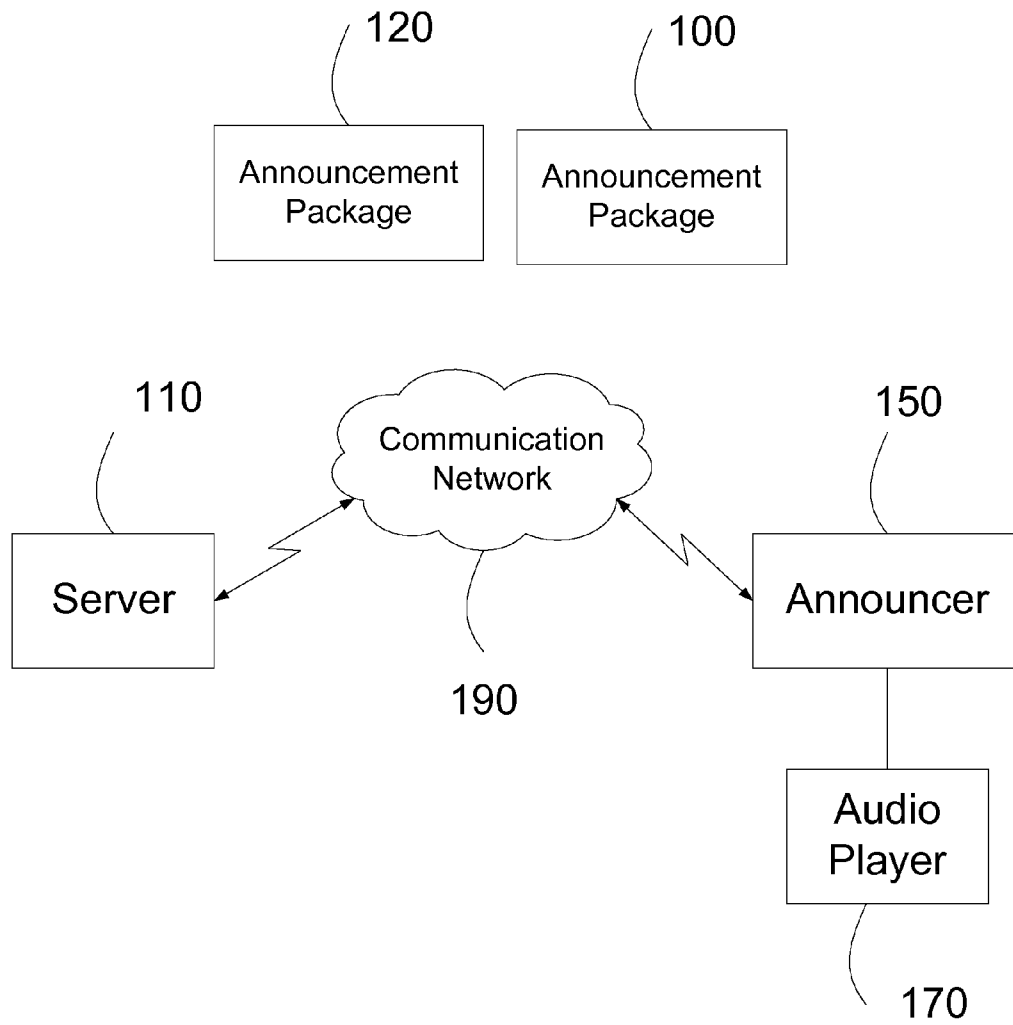 120
100
Announcement
Package
Announcement
Package
110
Communication
Network
150
Server
Announcer
190
Audio
Player
170